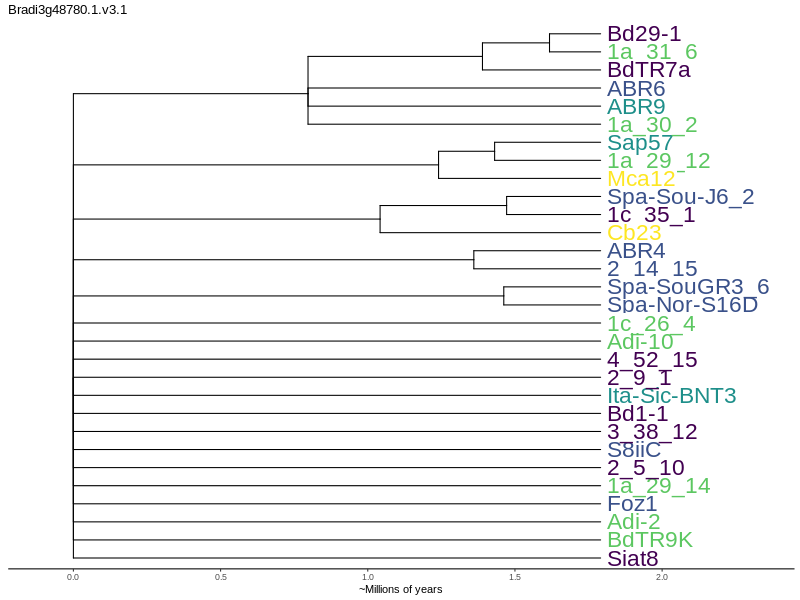 Bradi3g48780.1.v3.1
Bd29-1
1a_31_6
BdTR7a
ABR6
ABR9
1a_30_2
Sap57
1a_29_12
Mca12
Spa-Sou-J6_2
1c_35_1
Cb23
ABR4
2_14_15
Spa-SouGR3_6
Spa-Nor-S16D
1c_26_4
Adi-10
4_52_15
2_9_1
Ita-Sic-BNT3
Bd1-1
3_38_12
S8iiC
2_5_10
1a_29_14
Foz1
Adi-2
BdTR9K
Siat8
0.0 0.5 1.0 1.5 2.0
~Millions of years